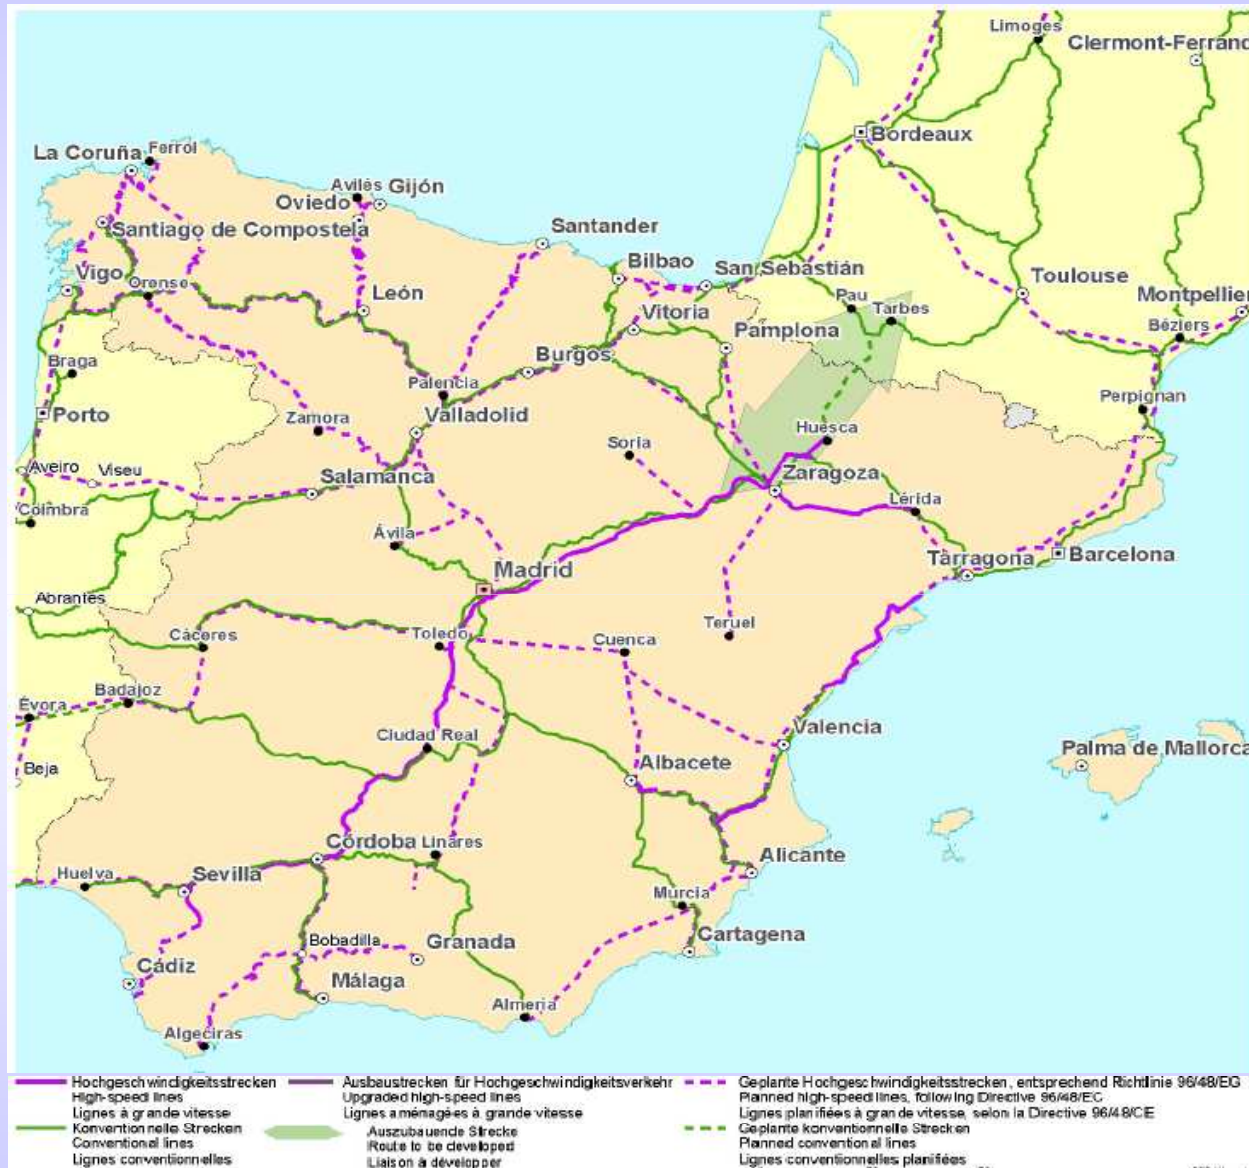 Limoges
Clermont-Ferrand
Bordeaux
La Coruña
Ferrol
Avilés
Gijón
Oviedo
Santander
Santiago de Compostela
Bilbao
San Sebastián
Toulouse
Montpellier
Vigo
Orense
León
Pau
Tarbes
Vitoria
Pamplona
Béziers
Braga
Burgos
Palencia
Perpignan
Porto
Zamora
Valladolid
Soria
Huesca
Aveiro
Viseu
Salamanca
Zaragoza
Lérida
Coimbra
Ávila
Madrid
Tarragona
Barcelona
Abrantes
Cáceres
Toledo
Cuenca
Teruel
Évora
Badajoz
Ciudad Real
Valencia
Beja
Albacete
Palma de Mallorca
Córdoba
Linares
Alicante
Huelva
Sevilla
Murcia
Bobadilla
Granada
Cartagena
Cádiz
Málaga
Almeria
Algeciras
Hochgeschwindigkeitsstrecken
High-speed lines
Lignes à grande vitesse
Konventionelle Strecken
Conventional lines
Lignes conventionnelles
Ausbaustrecken für Hochgeschwindigkeitsverkehr
Upgraded high-speed lines
Lignes aménagées à grande vitesse
Auszubauende Strecke
Route to be developed
Liaison à développer
Geplante Hochgeschwindigkeitsstrecken, entsprechend Richtlinie 96/48/EG
Planned high-speed lines, following Directive 96/48/EC
Lignes planifiées à grande vitesse, selon la Directive 96/48/CE
Geplante konventionelle Strecken
Planned conventional lines
Lignes conventionnelles planifiées